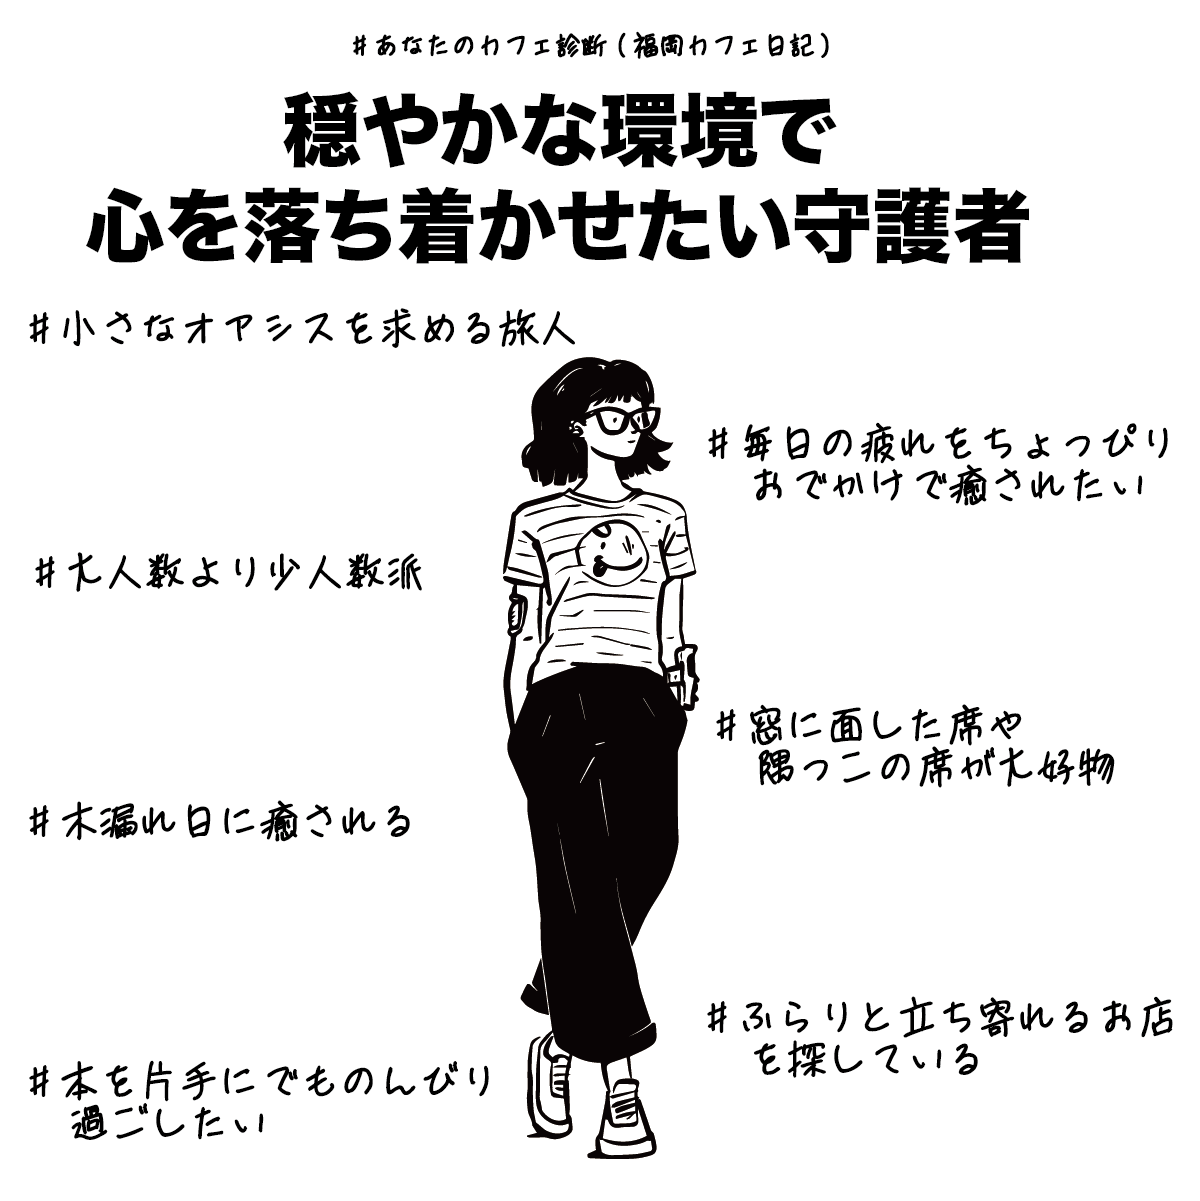 #あなたのカフェ診断(福岡カフェ日記)
穏やかな環境で
心を落ち着かせたい守護者
#小さなオアシスを求める旅人
#毎日の疲れをちょっぴり
おでかけで癒されたい
#大人数より少人数派
#窓に面した席や
隅っこの席が大好物
#木漏れ日に癒される
#ふらりと立ち寄れるお店
を探している
#本を片手にでものんびり
過ごしたい